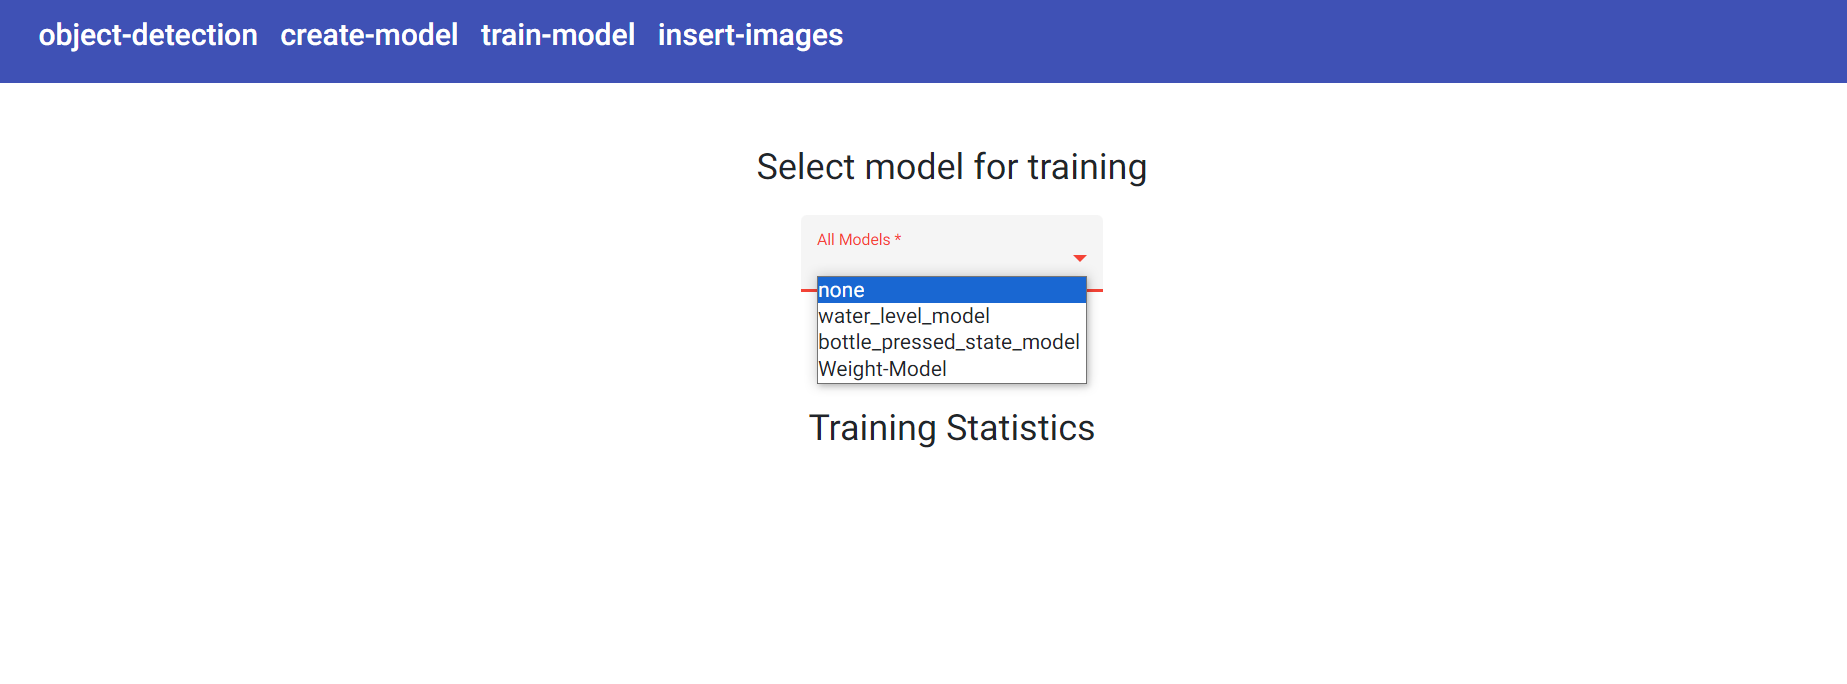 object-detection create-model train-model insert-images
Select model for training
All Models *
none
water_level_model
bottle_pressed_state_model
Weight-Model
Training Statistics